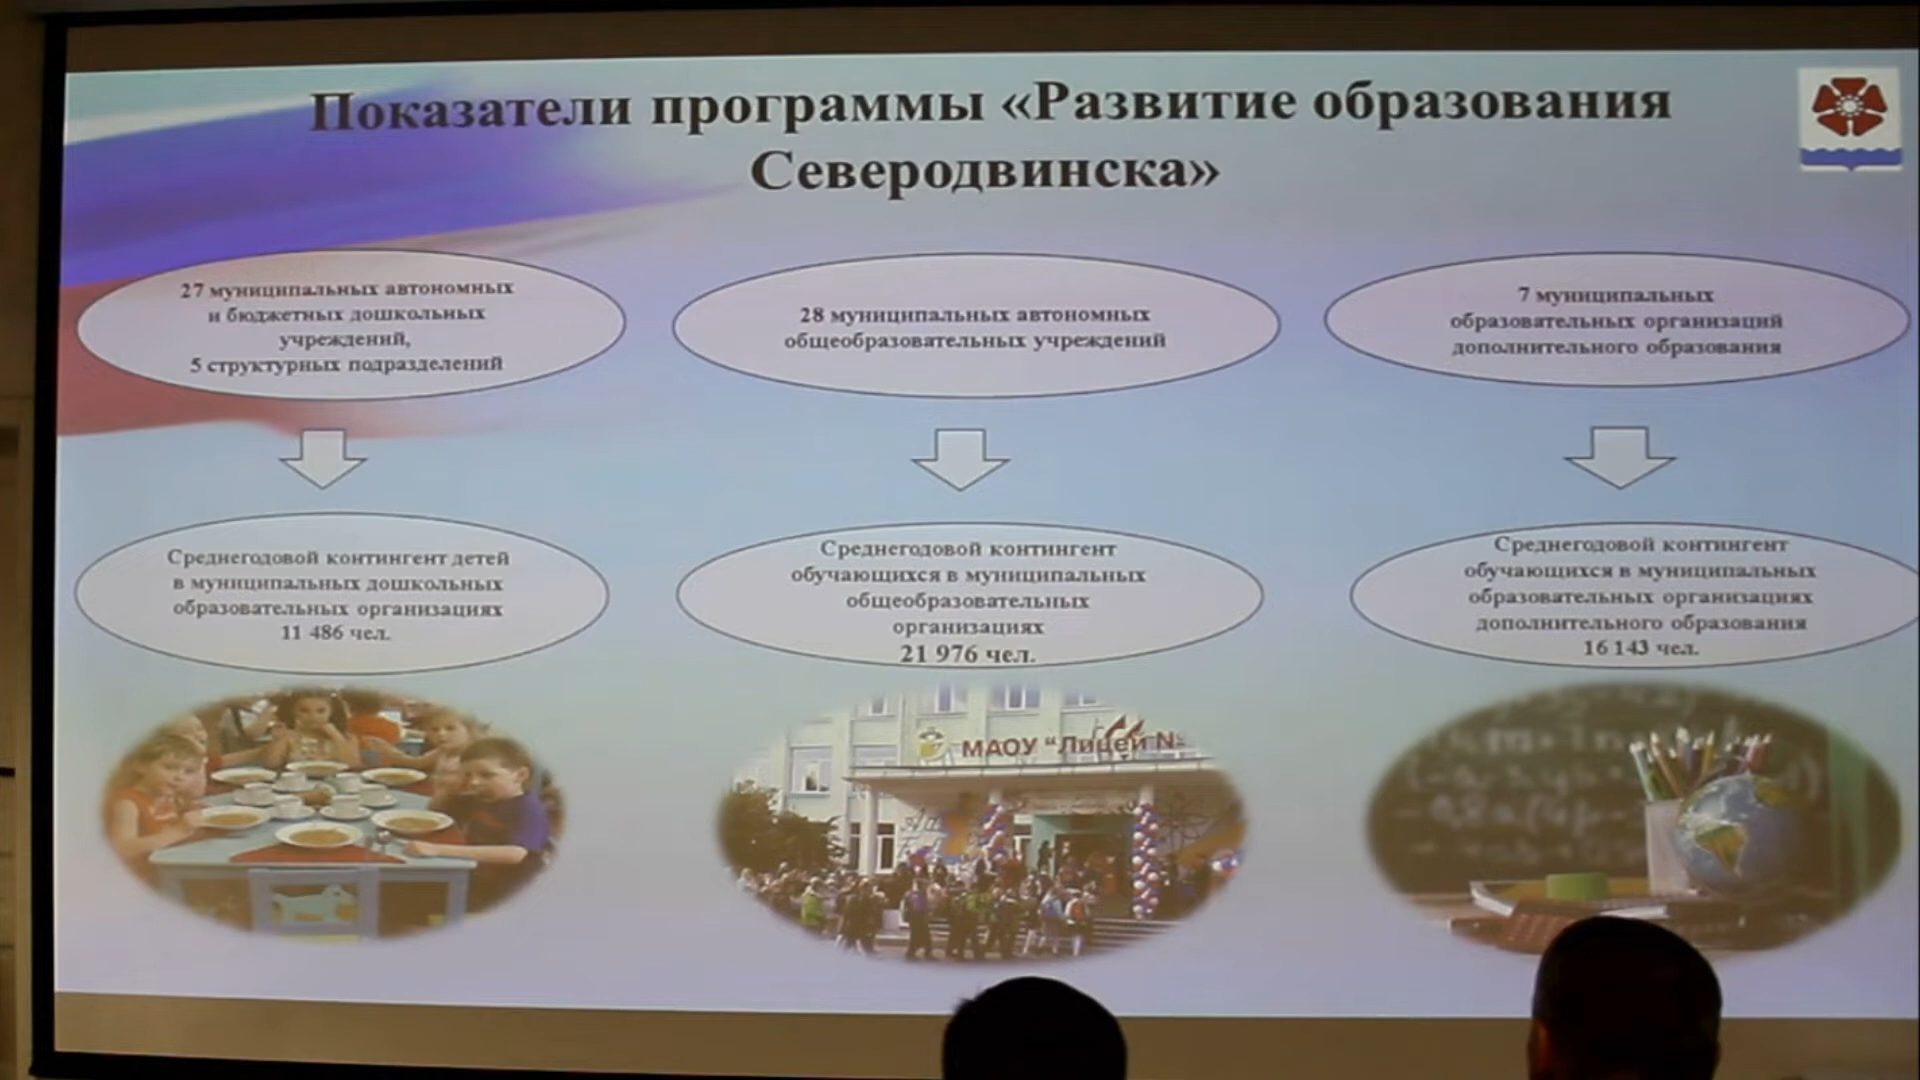 Показатели программы «Развитие образования
Северодвинска»
27 муниципальных автономных
и бюджетных дошкольных
учреждений,
5 структурных подразделений
28 муниципальных автономных
общеобразовательных учреждений
7 муниципальных
образовательных организаций
дополнительного образования
Среднегодовой контингент детей
в муниципальных дошкольных
образовательных организациях
11 486 чел.
Среднегодовой контингент
обучающихся в муниципальных
общеобразовательных
организациях
21 976 чел.
Среднегодовой контингент
обучающихся в муниципальных
образовательных организациях
дополнительного образования
16 143 чел.
МАОУ "Лицей №